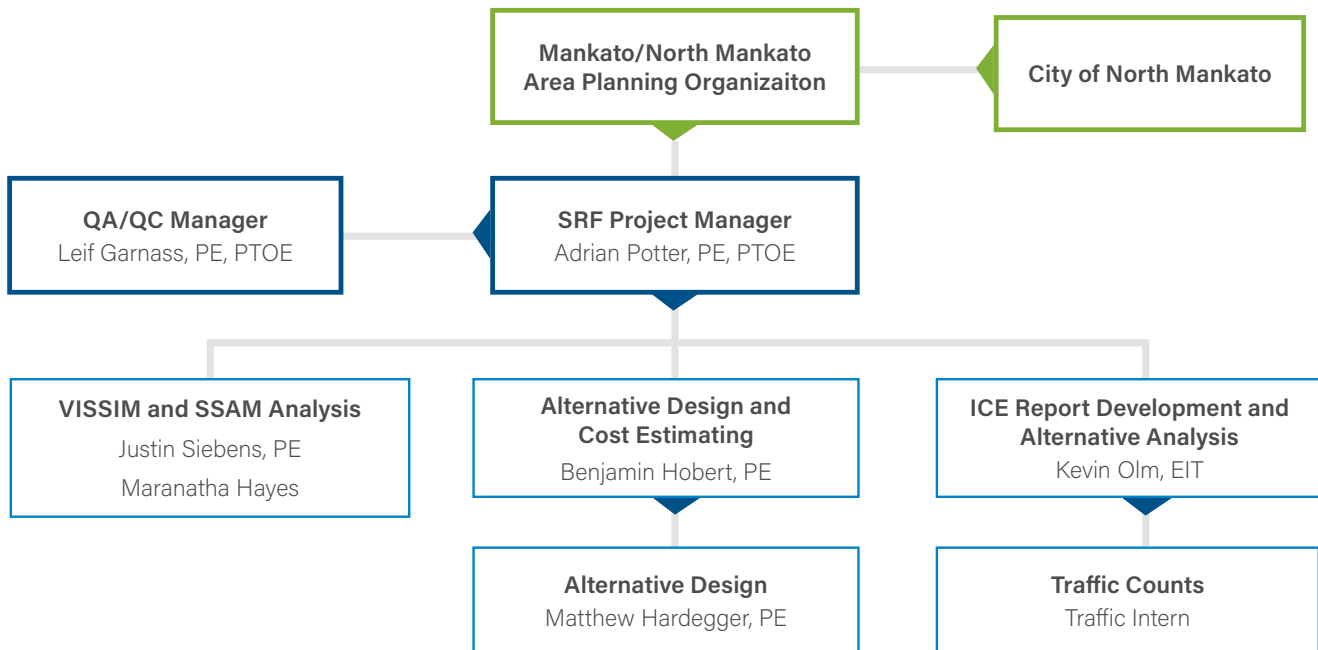 Mankato/North Mankato
Area Planning Organizaiton
City of North Mankato
QA/QC Manager
Leif Garnass, PE, PTOE
SRF Project Manager
Adrian Potter, PE, PTOE
VISSIM and SSAM Analysis
Justin Siebens, PE
Maranatha Hayes
Alternative Design and
Cost Estimating
Benjamin Hobert, PE
ICE Report Development and
Alternative Analysis
Kevin Olm, EIT
Alternative Design
Matthew Hardegger, PE
Traffic Counts
Traffic Intern